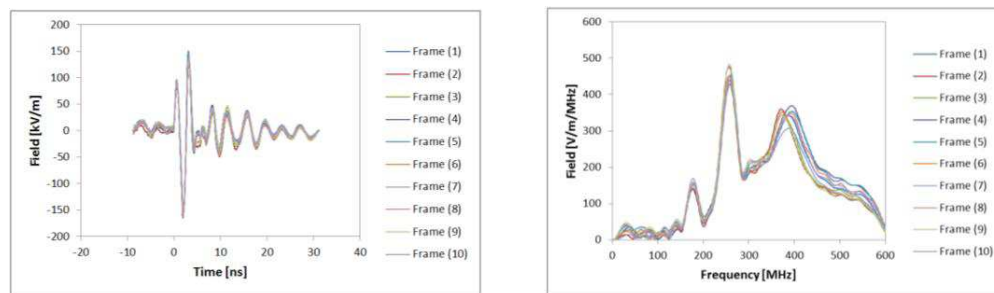 200
150
100
50
0
-50
-100
-150
-200
Field [kV/m]
-20 -10 0 10 20 30 40
Time [ns]
Frame (1)
Frame (2)
Frame (3)
Frame (4)
Frame (5)
Frame (6)
Frame (7)
Frame (8)
Frame (9)
Frame (10)
600
500
400
300
200
100
0
Field [V/m/MHz]
0 100 200 300 400 500 600
Frequency [MHz]
Frame (1)
Frame (2)
Frame (3)
Frame (4)
Frame (5)
Frame (6)
Frame (7)
Frame (8)
Frame (9)
Frame (10)